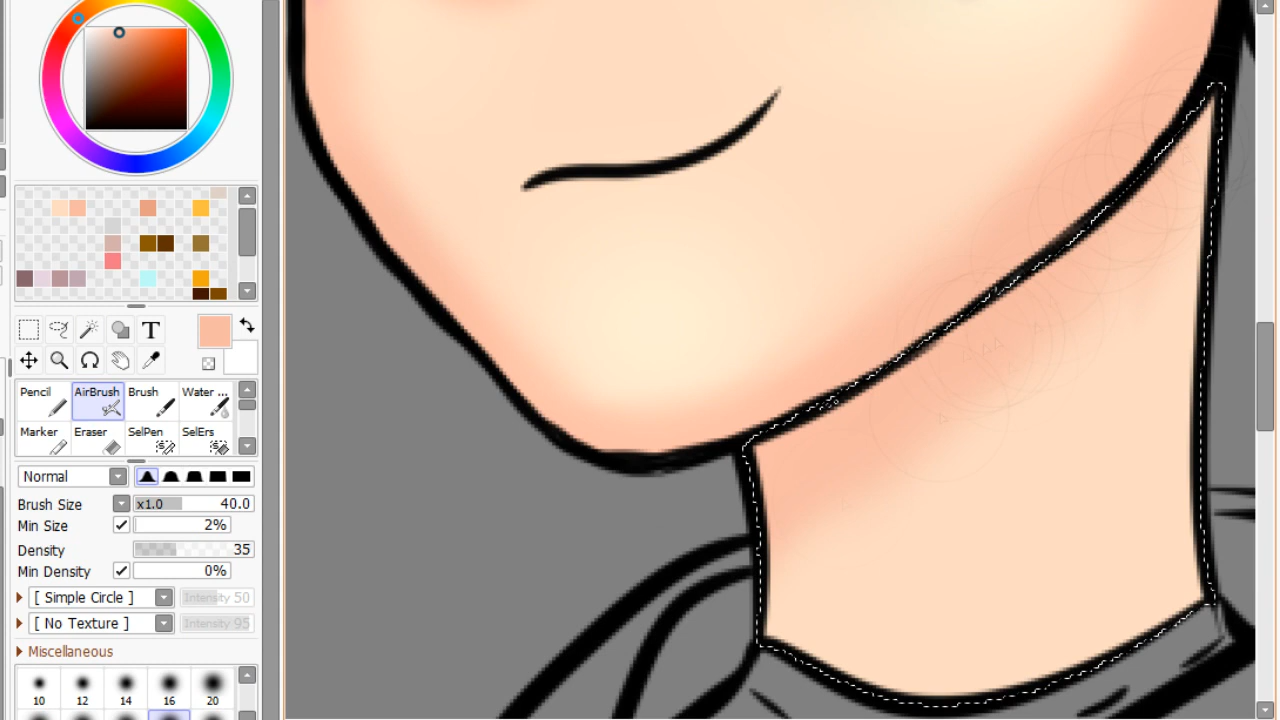 T
Pencil AirBrush Brush Water ...
Marker Eraser SelPen SelErs
Normal
Brush Size x1.0 40.0
Min Size 2%
Density 35
Min Density 0%
[ Simple Circle ] Intensity 50
[ No Texture ] Intensity 95
Miscellaneous
10 12 14 16 20